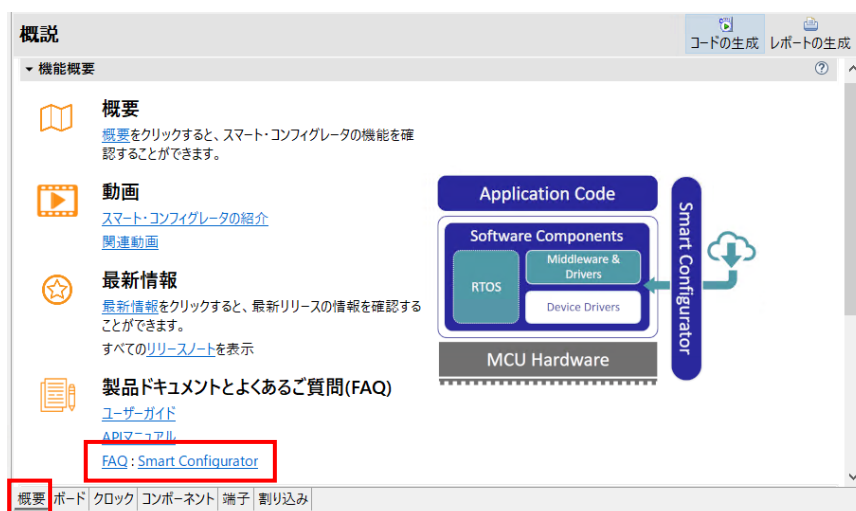 概説
コードの生成 レポートの生成
機能概要
概要
概要をクリックすると、スマート・コンフィグレータの機能を確
認することができます。
動画
スマート・コンフィグレータの紹介
関連動画
最新情報
最新情報をクリックすると、最新リリースの情報を確認する
ことができます。
すべてのリリースノートを表示
製品ドキュメントとよくあるご質問(FAQ)
ユーザーガイド
APIマニュアル
FAQ : Smart Configurator
Application Code
Software Components
RTOS
Middleware &
Drivers
Device Drivers
MCU Hardware
Smart Configurator
概要 ボード クロック コンポーネント 端子 割り込み